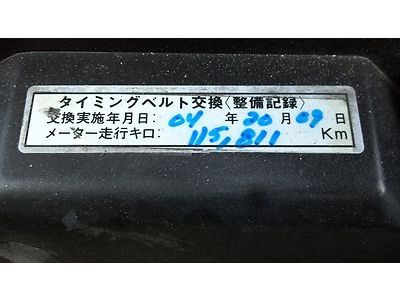 タイミングベルト交換〈整備記録〉
交換実施年月日: 04 年 20 月 09 日
メーター走行キロ: 115,811 Km